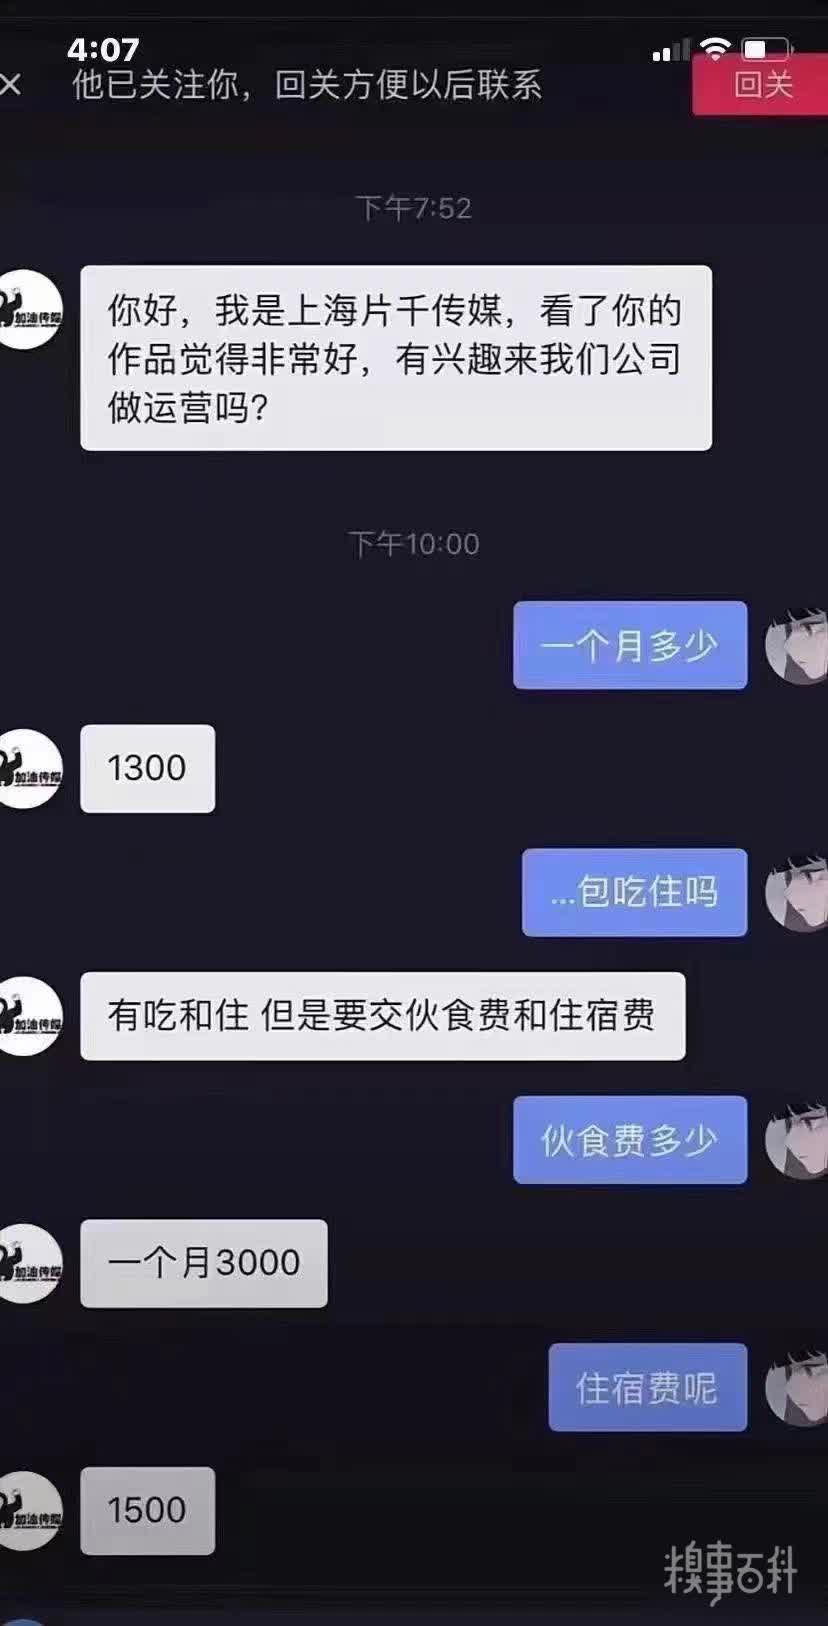 4:07
他已关注你，回关方便以后联系
回关
下午7:52
加油传媒
你好，我是上海片千传媒，看了你的
作品觉得非常好，有兴趣来我们公司
做运营吗？
下午10:00
一个月多少
加油传媒
1300
...包吃住吗
加油传媒
有吃和住 但是要交伙食费和住宿费
伙食费多少
加油传媒
一个月3000
住宿费呢
加油传媒
1500
糗事百科